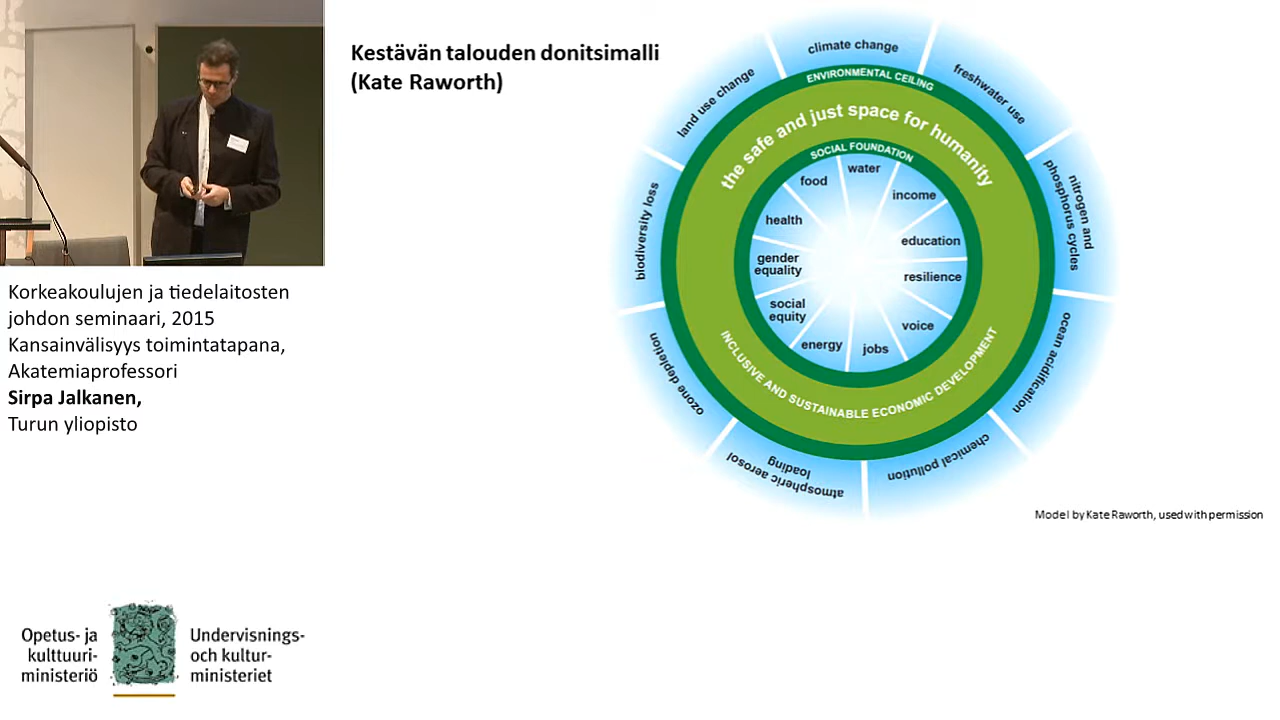 Kestävän talouden donitsimalli
(Kate Raworth)
climate change
freshwater use
nitrogen and
phosphorus cycles
ocean acidification
chemical pollution
atmospheric aerosol
loading
ozone depletion
biodiversity loss
land use change
ENVIRONMENTAL CEILING
the safe and just space for humanity
SOCIAL FOUNDATION
water
income
education
resilience
voice
jobs
energy
social
equity
gender
equality
health
food
INCLUSIVE AND SUSTAINABLE ECONOMIC DEVELOPMENT
Model by Kate Raworth, used with permission
Korkeakoulujen ja tiedelaitosten
johdon seminaari, 2015
Kansainvälisyys toimintatapana,
Akatemiaprofessori
Sirpa Jalkanen,
Turun yliopisto
Opetus- ja
kulttuuri-
ministeriö
Undervisnings-
och kultur-
ministeriet